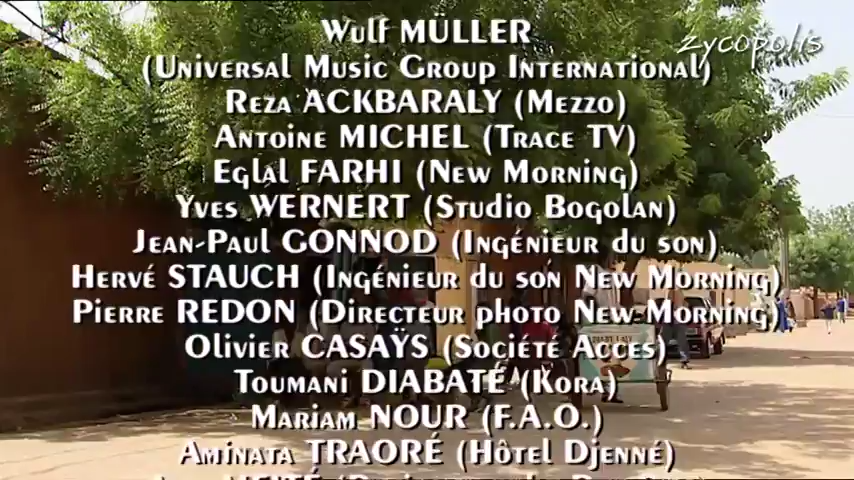 Zycopolis
Wulf MÜLLER
(Universal Music Group International)
Reza ACKBARALY (Mezzo)
Antoine MICHEL (Trace TV)
Eglal FARHI (New Morning)
Yves WERNERT (Studio Bogolan)
Jean-Paul GONNOD (Ingénieur du son)
Hervé STAUCH (Ingénieur du son New Morning)
Pierre REDON (Directeur photo New Morning)
Olivier CASAŸS (Société Acces)
Toumani DIABATÉ (Kora)
Mariam NOUR (F.A.O.)
Aminata TRAORÉ (Hôtel Djenné)